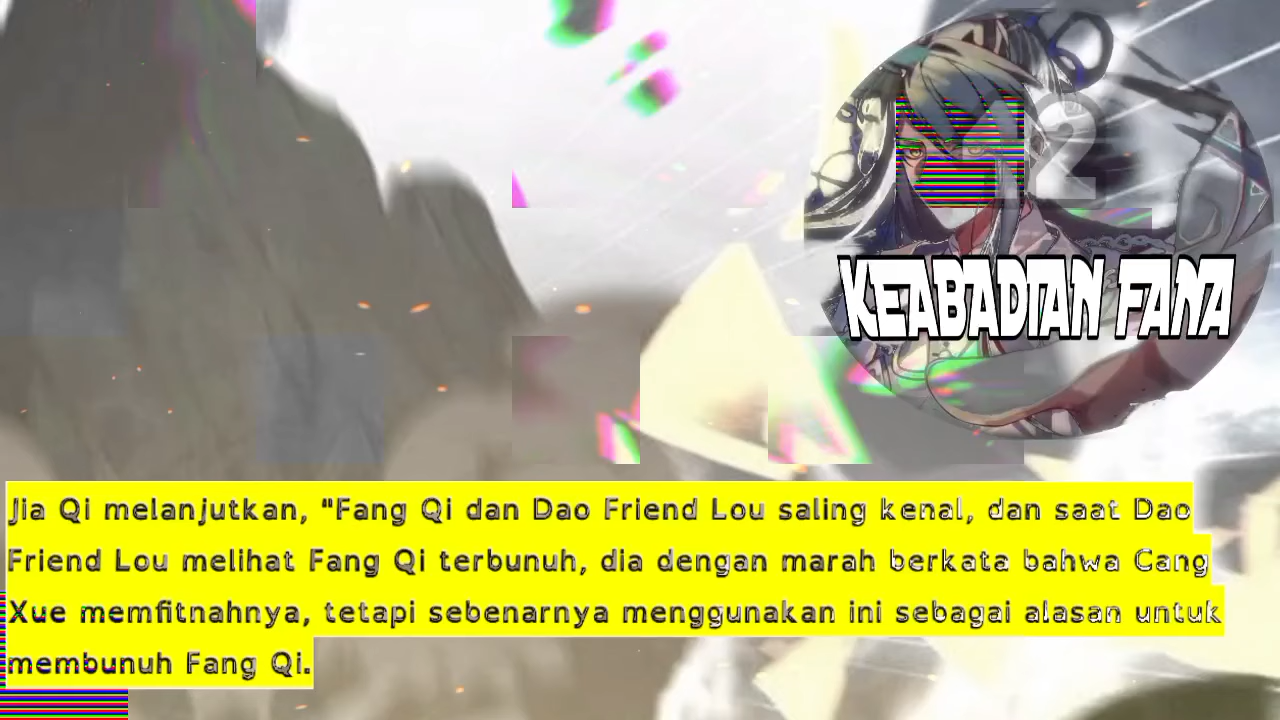 2
KEABADIAN FANA
Jia Qi melanjutkan, "Fang Qi dan Dao Friend Lou saling kenal, dan saat Dao
Friend Lou melihat Fang Qi terbunuh, dia dengan marah berkata bahwa Cang
Xue memfitnahnya, tetapi sebenarnya menggunakan ini sebagai alasan untuk
membunuh Fang Qi.